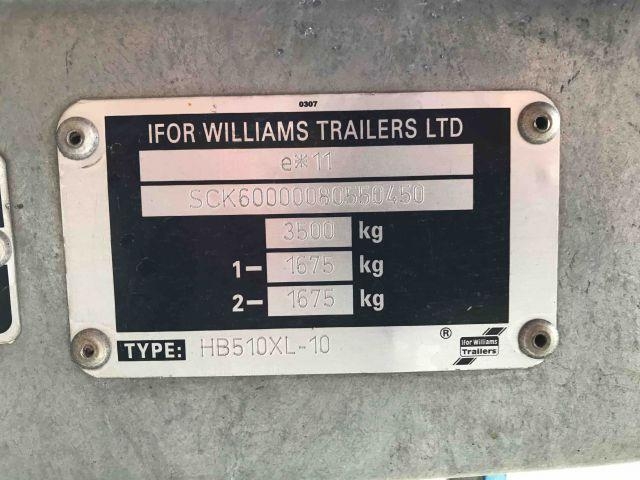 0307
IFOR WILLIAMS TRAILERS LTD
e*11
SCK60000080550450
3500 kg
1- 1675 kg
2- 1675 kg
TYPE: HB510XL-10
®
Ifor Williams
Trailers